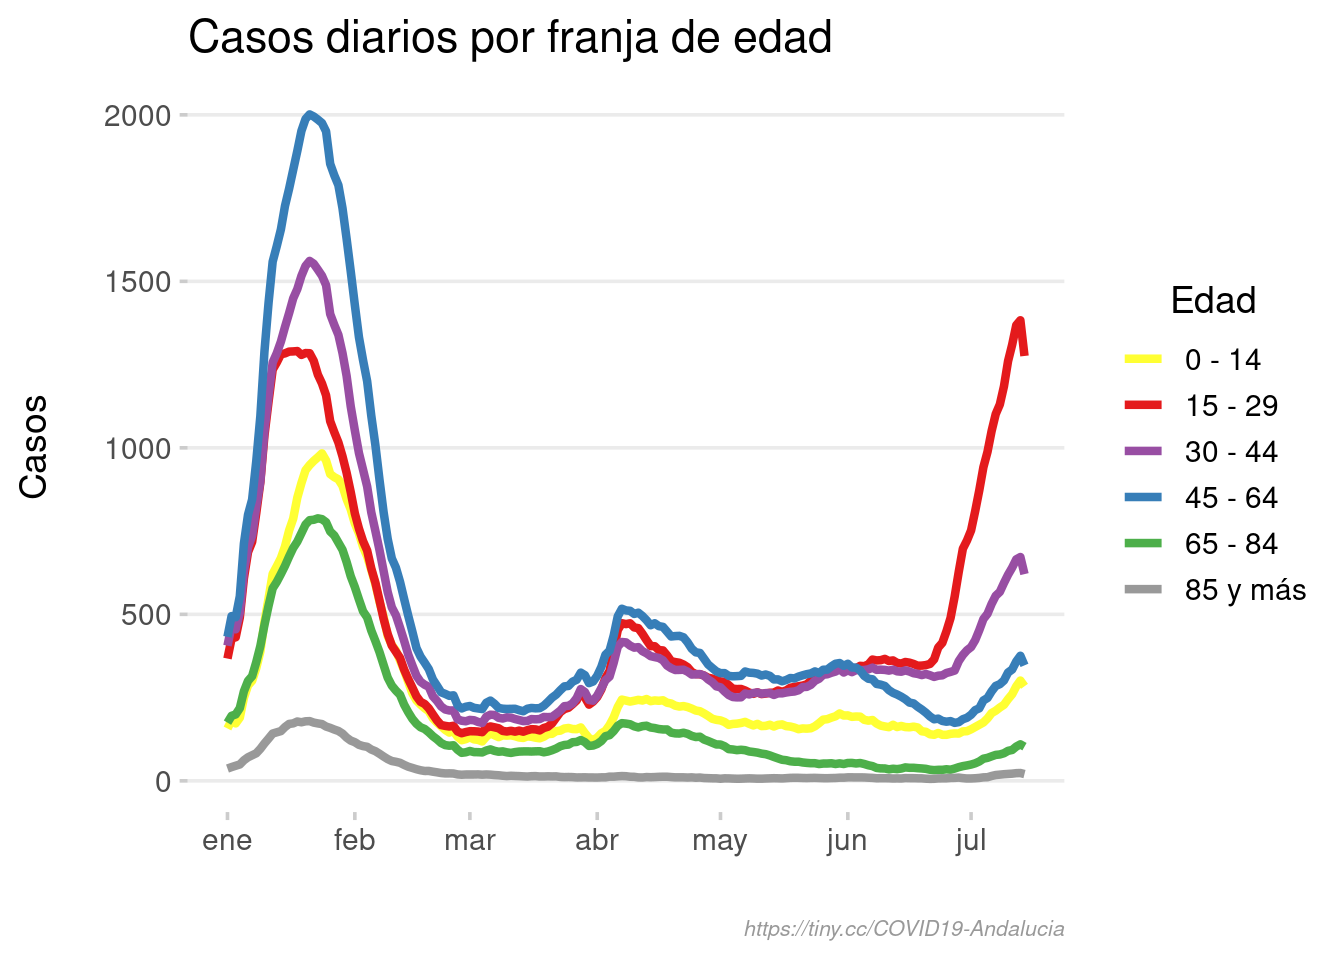 Casos diarios por franja de edad
2000
1500
1000
500
0
Casos
ene feb mar abr may jun jul
Edad
0 - 14
15 - 29
30 - 44
45 - 64
65 - 84
85 y más
https://tiny.cc/COVID19-Andalucia